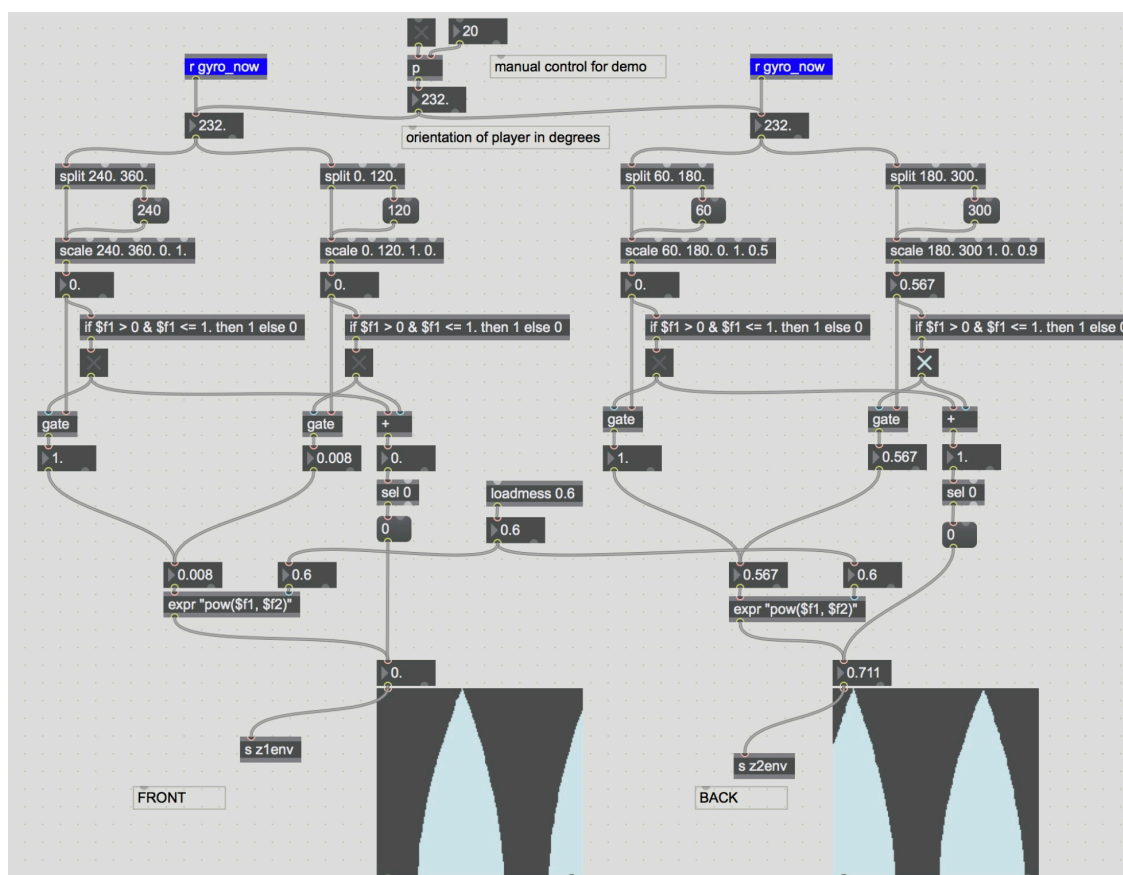 20
r gyro_now
p
manual control for demo
r gyro_now
232.
232.
232.
orientation of player in degrees
split 240. 360.
split 0. 120.
split 60. 180.
split 180. 300.
240
120
60
300
scale 240. 360. 0. 1.
scale 0. 120. 1. 0.
scale 60. 180. 0. 1. 0.5
scale 180. 300 1. 0. 0.9
0.
0.
0.
0.567
if $f1 > 0 & $f1 <= 1. then 1 else 0
if $f1 > 0 & $f1 <= 1. then 1 else 0
if $f1 > 0 & $f1 <= 1. then 1 else 0
if $f1 > 0 & $f1 <= 1. then 1 else 0
gate
gate
+
gate
gate
+
1.
0.008
0.
1.
0.567
1.
sel 0
loadmess 0.6
sel 0
0
0.6
0
0.008
0.6
0.567
0.6
expr "pow($f1, $f2)"
expr "pow($f1, $f2)"
0.
0.711
s z1env
s z2env
FRONT
BACK